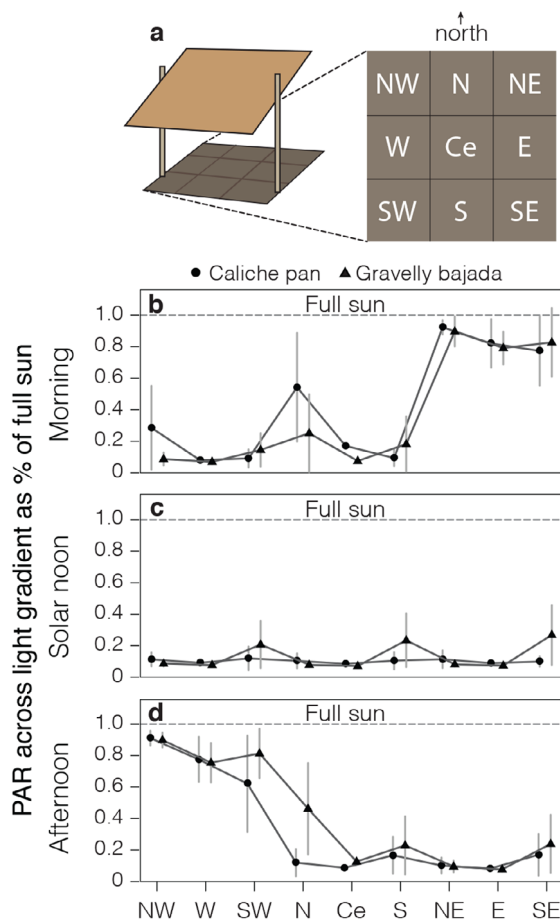 a
north
NW N NE
W Ce E
SW S SE
Caliche pan Gravelly bajada
PAR across light gradient as % of full sun
b
Full sun
Morning
1.0
0.8
0.6
0.4
0.2
0
c
Full sun
Solar noon
1.0
0.8
0.6
0.4
0.2
0
d
Full sun
Afternoon
1.0
0.8
0.6
0.4
0.2
0
NW W SW N Ce S NE E SE